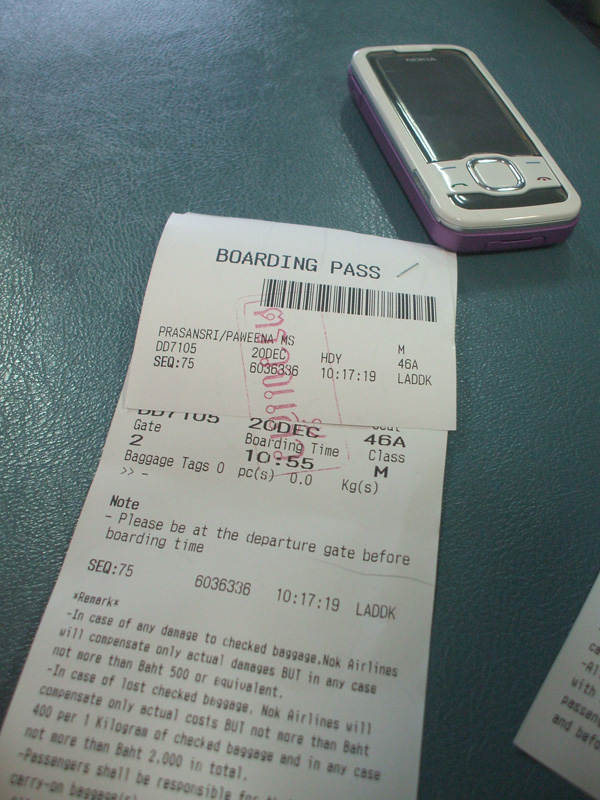 NOKIA
BOARDING PASS
PRASANSRI/PAWEENA MS M
DD7105 20DEC HDY 46A
SEQ:75 6036336 10:17:19 LADDK
DD7105 20DEC Seat
Gate Boarding Time 46A
2 10:55 Class
Baggage Tags 0 pc(s) 0.0 Kg(s) M
>> -
Note
- Please be at the departure gate before
boarding time
SEQ:75 6036336 10:17:19 LADDK
*Remark*
-In case of any damage to checked baggage,Nok Airlines
will compensate only actual damages BUT in any case
not more than Baht 500 or equivalent.
-In case of lost checked baggage, Nok Airlines will
compensate only actual costs BUT not more than Baht
400 per 1 Kilogram of checked baggage and in any case
not more than Baht 2,000 in total.
-Passengers shall be responsible for
carry-on baggage(s)
with
passen
and befo